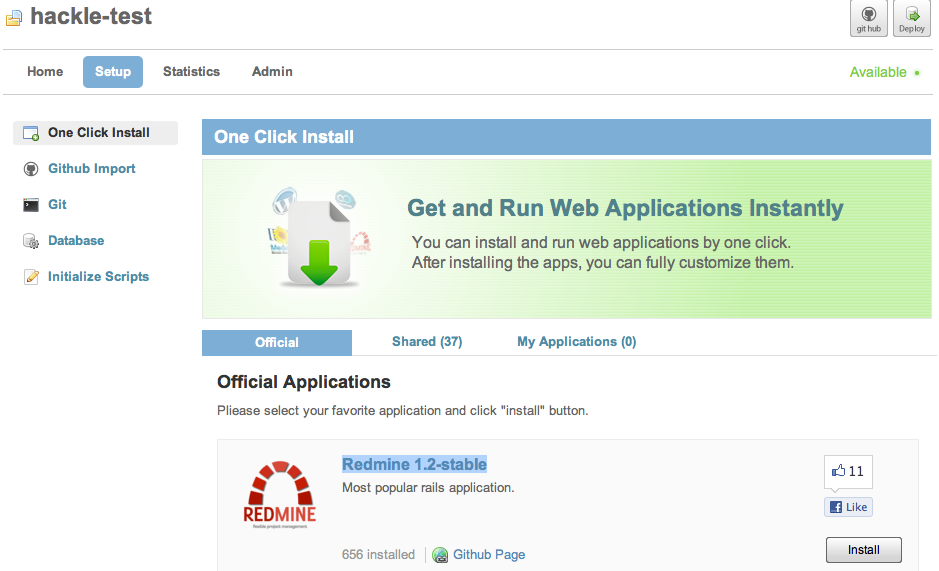 hackle-test
git hub
Deploy
Home
Setup
Statistics
Admin
Available
One Click Install
Github Import
Git
Database
Initialize Scripts
One Click Install
Get and Run Web Applications Instantly
You can install and run web applications by one click.
After installing the apps, you can fully customize them.
Official
Shared (37)
My Applications (0)
Official Applications
Pliease select your favorite application and click "install" button.
REDMINE
flexible project management
Redmine 1.2-stable
Most popular rails application.
656 installed
Github Page
11
Like
Install